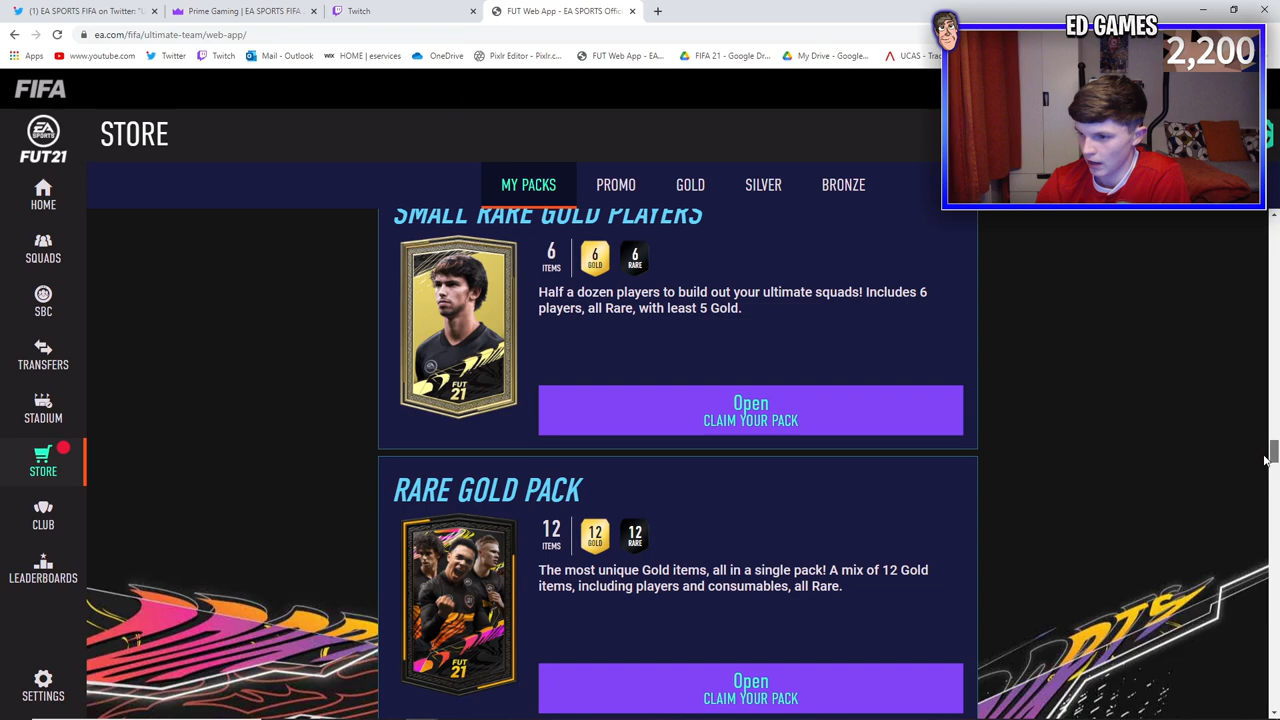 (1) EA SPORTS FIFA on Twitter: "U
Prime Gaming | EA SPORTS FIFA
Twitch
FUT Web App - EA SPORTS Offici
ea.com/fifa/ultimate-team/web-app/
Apps
www.youtube.com
Twitter
Twitch
Mail - Outlook
HOME | eservices
OneDrive
Pixlr Editor - Pixlr.c...
FUT Web App - EA...
FIFA 21 - Google Dr...
My Drive - Google...
UCAS - Trac
ED GAMES
2,200
FIFA
EA SPORTS
FUT21
STORE
MY PACKS
PROMO
GOLD
SILVER
BRONZE
HOME
SQUADS
SBC
TRANSFERS
STADIUM
STORE
CLUB
LEADERBOARDS
SETTINGS
SMALL RARE GOLD PLAYERS
6 ITEMS
6 GOLD
6 RARE
Half a dozen players to build out your ultimate squads! Includes 6
players, all Rare, with least 5 Gold.
FUT
21
Open
CLAIM YOUR PACK
RARE GOLD PACK
12 ITEMS
12 GOLD
12 RARE
The most unique Gold items, all in a single pack! A mix of 12 Gold
items, including players and consumables, all Rare.
FUT
21
Open
CLAIM YOUR PACK